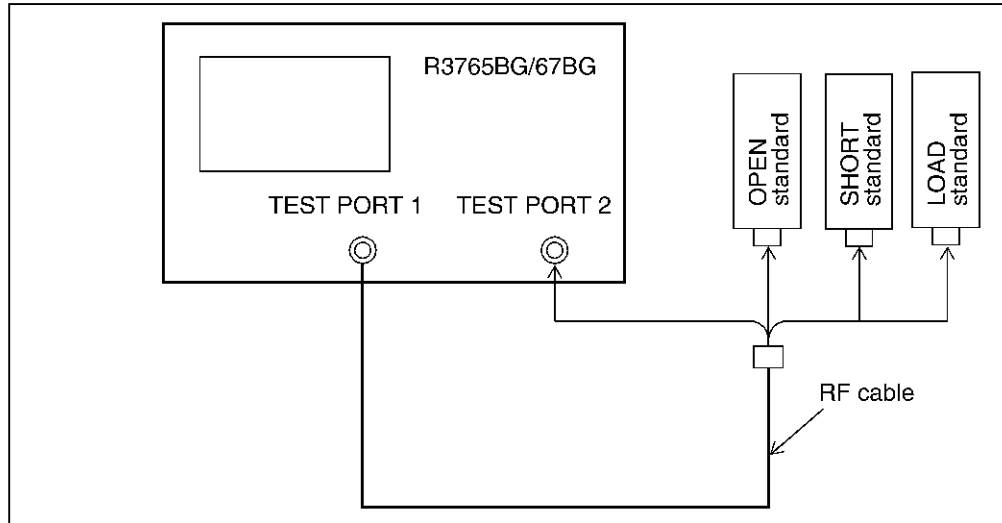 R3765BG/67BG
TEST PORT 1
TEST PORT 2
OPEN
standard
SHORT
standard
LOAD
standard
RF cable